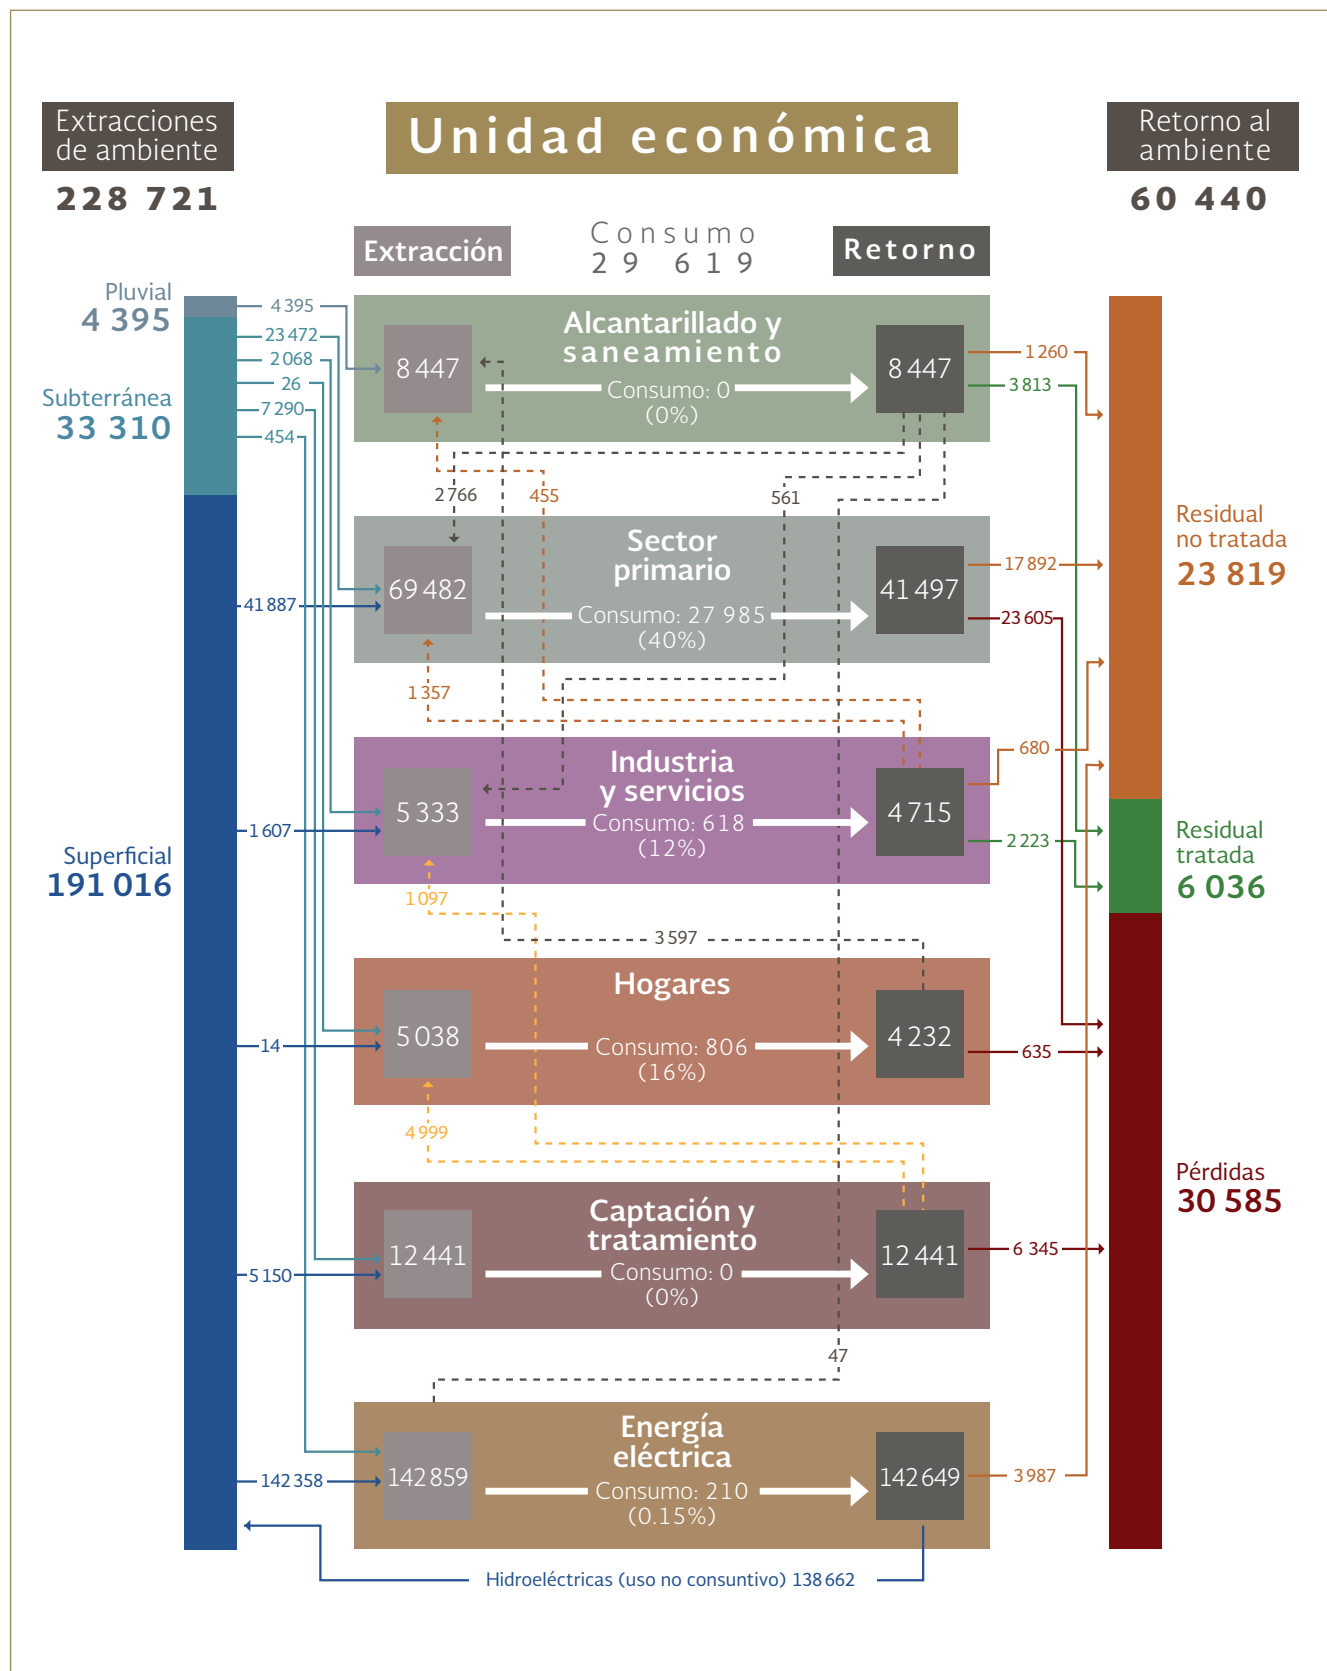 Extracciones
de ambiente
228 721
Unidad económica
Retorno al
ambiente
60 440
Extracción
Consumo
29 619
Retorno
Pluvial
4 395
Subterránea
33 310
Superficial
191 016
4 395
23 472
2 068
26
7 290
454
41 887
1 607
14
5 150
142 358
Alcantarillado y
saneamiento
8 447
Consumo: 0
(0%)
8 447
1 260
3 813
2 766
455
561
Sector
primario
69 482
Consumo: 27 985
(40%)
41 497
17 892
23 605
1 357
Industria
y servicios
5 333
Consumo: 618
(12%)
4 715
680
2 223
1 097
3 597
Hogares
5 038
Consumo: 806
(16%)
4 232
635
4 999
Captación y
tratamiento
12 441
Consumo: 0
(0%)
12 441
6 345
47
Energía
eléctrica
142 859
Consumo: 210
(0.15%)
142 649
3 987
Hidroeléctricas (uso no consuntivo) 138 662
Residual
no tratada
23 819
Residual
tratada
6 036
Pérdidas
30 585